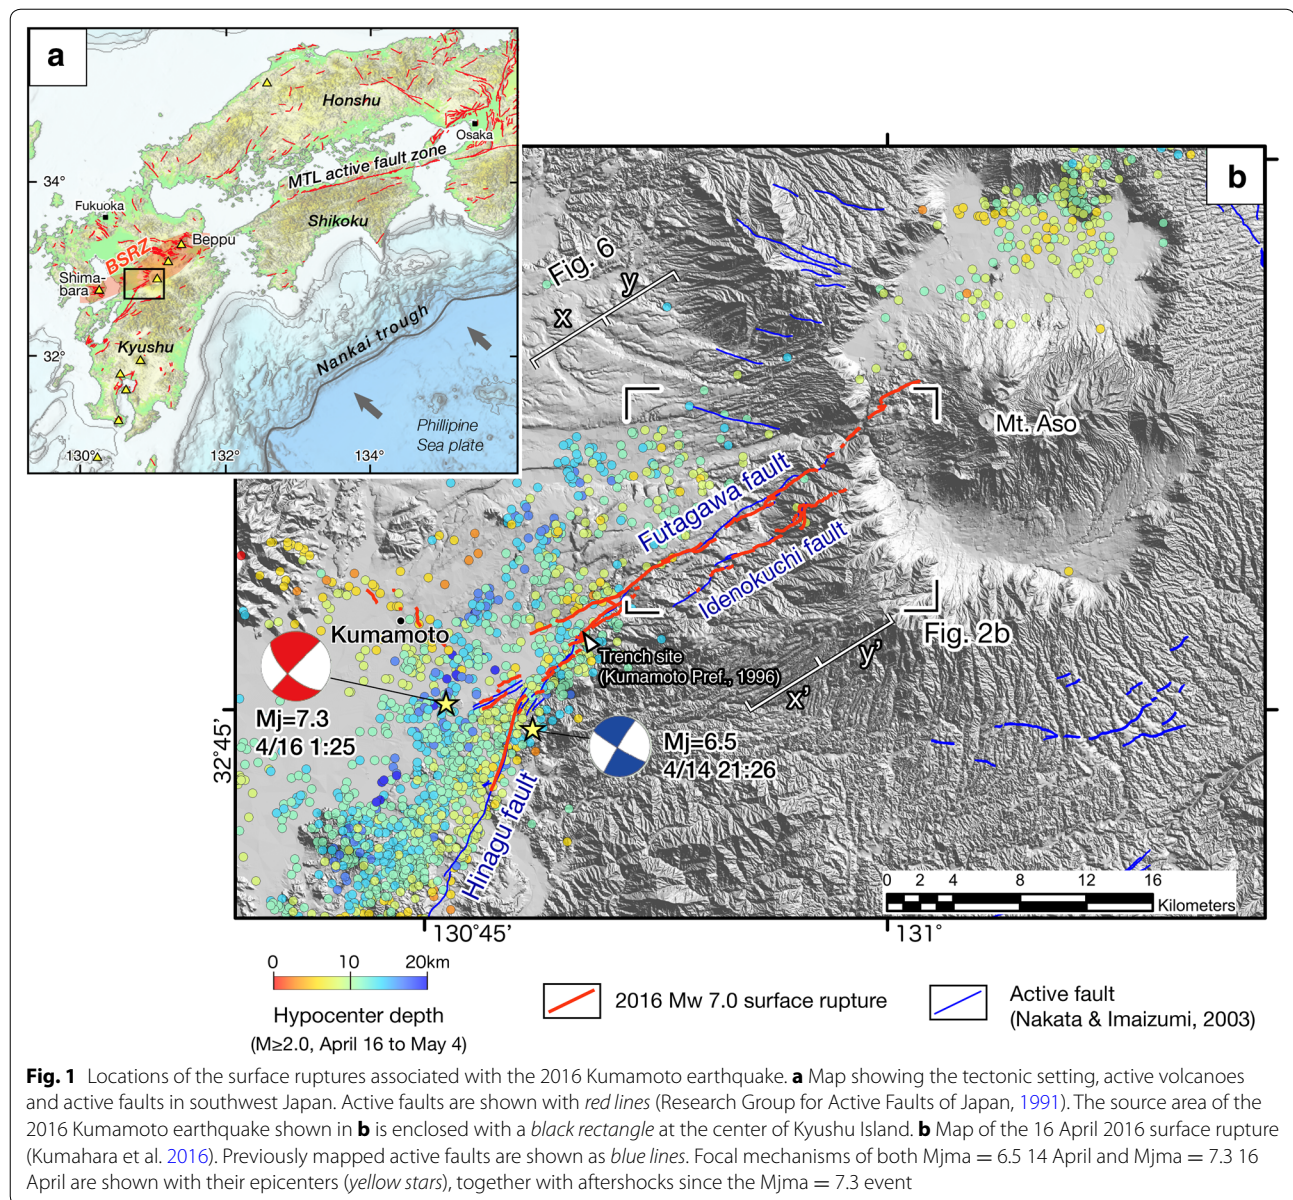 a
Honshu
Osaka
MTL active fault zone
34°
Fukuoka
Shikoku
Beppu
BSRZ
Shima-
bara
Kyushu
32°
Nankai trough
Phillipine
Sea plate
130°
132°
134°
b
Fig. 6
y
x
Mt. Aso
Futagawa fault
Idenokuchi fault
Kumamoto
Fig. 2b
Trench site
(Kumamoto Pref., 1996)
y'
x'
Mj=7.3
4/16 1:25
Mj=6.5
4/14 21:26
32°45'
Hinagu fault
0 2 4 8 12 16
Kilometers
130°45'
131°
0 10 20km
Hypocenter depth
(M≥2.0, April 16 to May 4)
2016 Mw 7.0 surface rupture
Active fault
(Nakata & Imaizumi, 2003)
Fig. 1 Locations of the surface ruptures associated with the 2016 Kumamoto earthquake. a Map showing the tectonic setting, active volcanoes
and active faults in southwest Japan. Active faults are shown with red lines (Research Group for Active Faults of Japan, 1991). The source area of the
2016 Kumamoto earthquake shown in b is enclosed with a black rectangle at the center of Kyushu Island. b Map of the 16 April 2016 surface rupture
(Kumahara et al. 2016). Previously mapped active faults are shown as blue lines. Focal mechanisms of both Mjma = 6.5 14 April and Mjma = 7.3 16
April are shown with their epicenters (yellow stars), together with aftershocks since the Mjma = 7.3 event